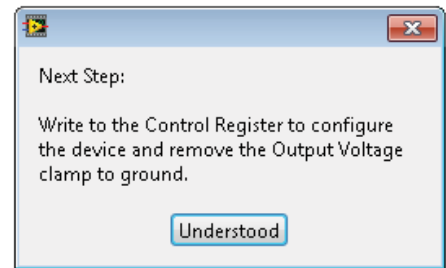 Next Step:
Write to the Control Register to configure
the device and remove the Output Voltage
clamp to ground.
Understood